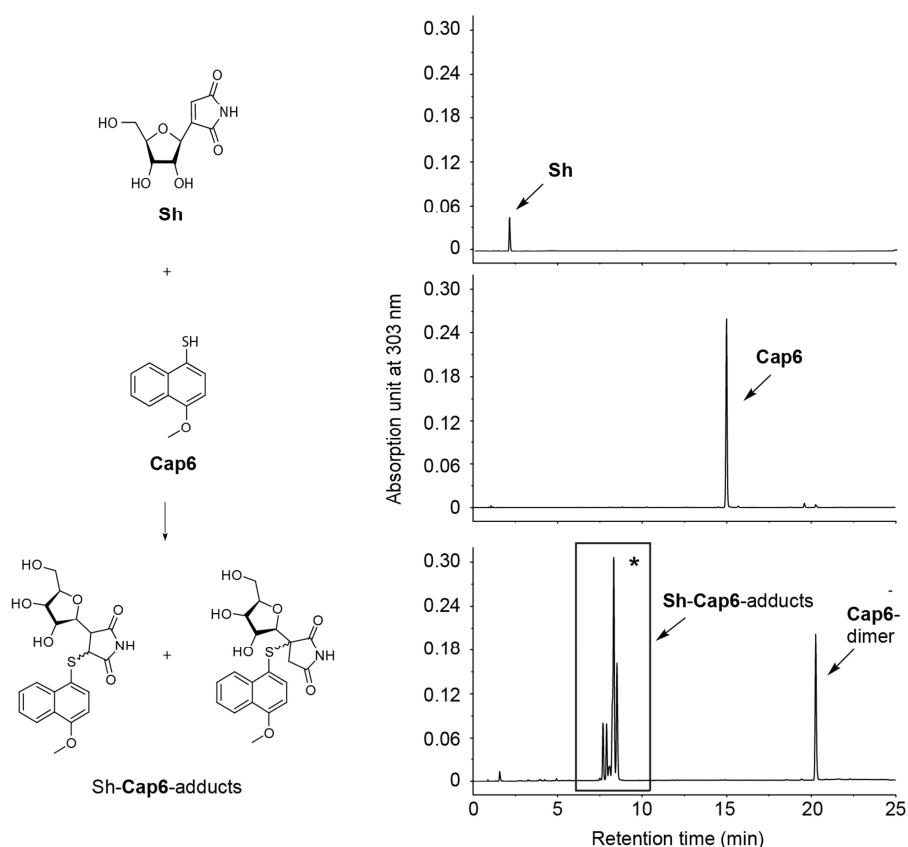 O
NH
O
HO
O
HO
OH
Sh
+
SH
O
Cap6
HO
HO
O
HO
O
NH
S
O
O
+
HO
HO
O
HO
O
S
NH
O
O
Sh-Cap6-adducts
Absorption unit at 303 nm
0.30
0.24
0.18
0.12
0.06
0
Sh
0.30
0.24
0.18
0.12
0.06
0
Cap6
0.30
0.24
0.18
0.12
0.06
0
*
Sh-Cap6-adducts
Cap6-
dimer
0 5 10 15 20 25
Retention time (min)